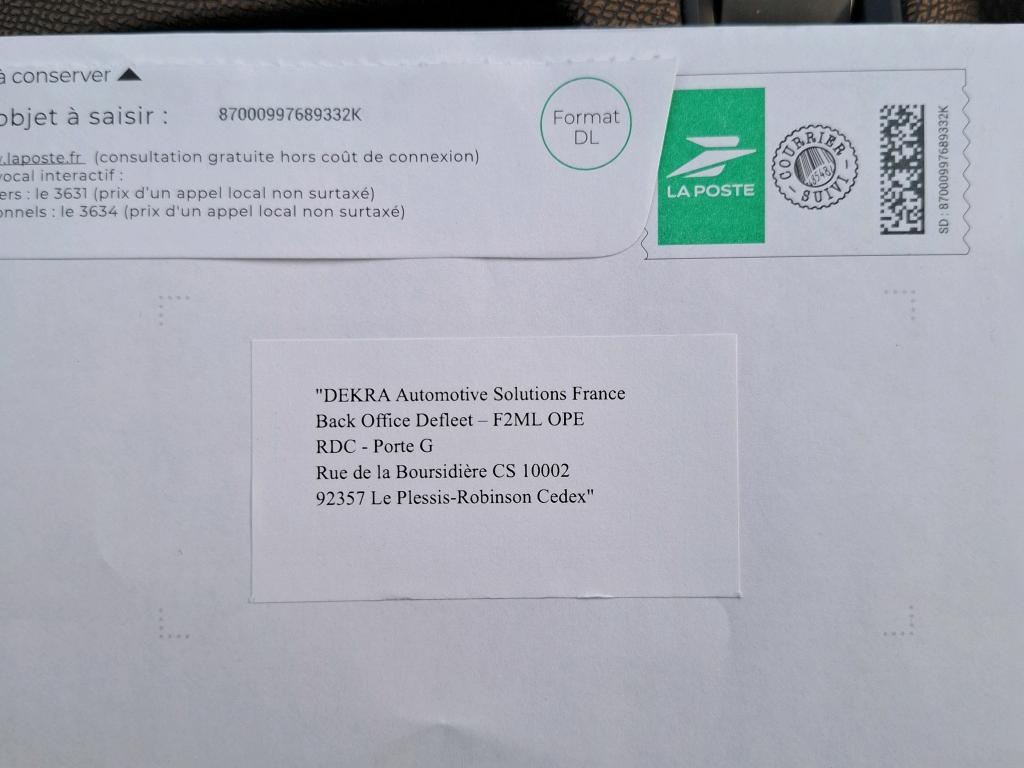 à conserver ▲
objet à saisir : 87000997689332K
.laposte.fr (consultation gratuite hors coût de connexion)
vocal interactif :
ers : le 3631 (prix d'un appel local non surtaxé)
onnels : le 3634 (prix d'un appel local non surtaxé)
Format
DL
LA POSTE
COURRIER
SUIVI
SD : 87000997689332K
"DEKRA Automotive Solutions France
Back Office Defleet – F2ML OPE
RDC - Porte G
Rue de la Boursidière CS 10002
92357 Le Plessis-Robinson Cedex"